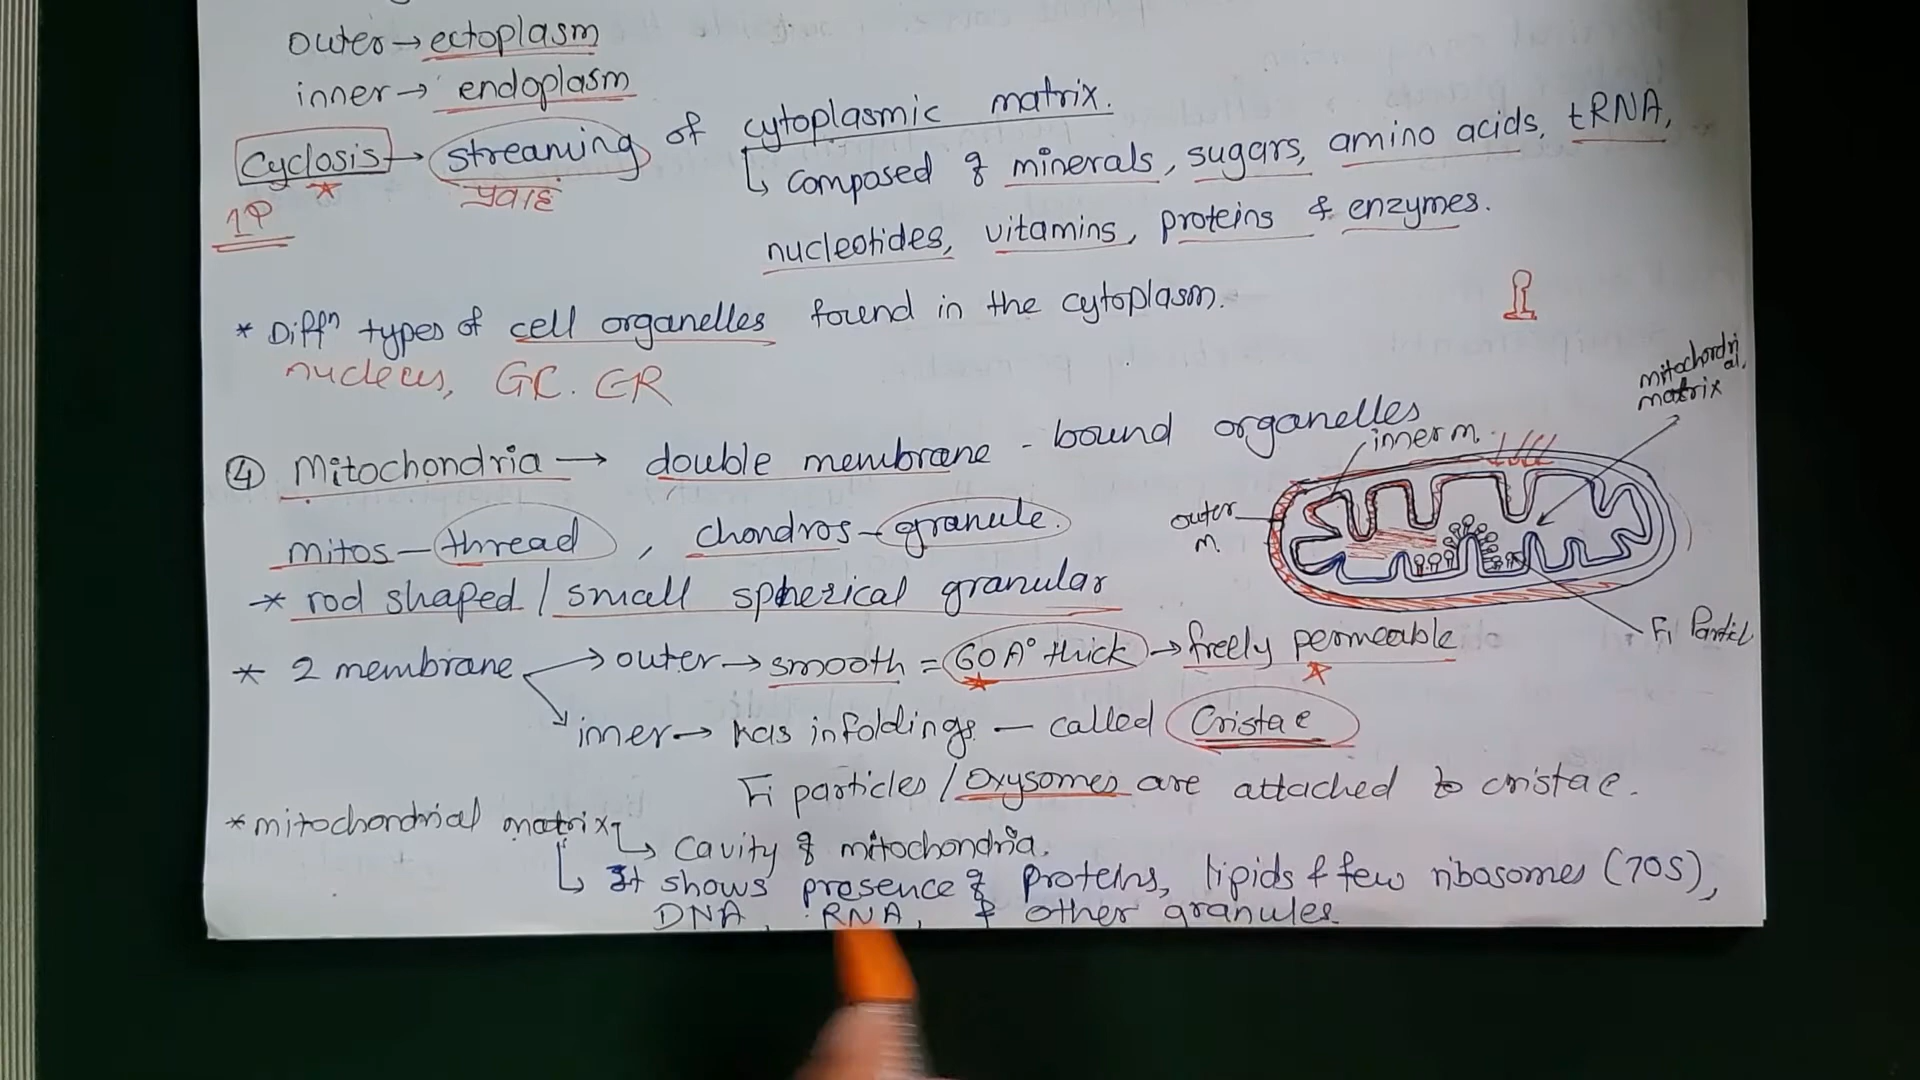 outer → ectoplasm
inner → endoplasm
Cyclosis → streaming of cytoplasmic matrix.
↳ composed of minerals, sugars, amino acids, tRNA,
nucleotides, vitamins, proteins & enzymes.
1P
* Diffⁿ types of cell organelles found in the cytoplasm.
nucleus, GC. ER
④ Mitochondria → double membrane - bound organelles
mitos - thread, chondros - granule.
* rod shaped / small spherical granular
* 2 membrane → outer → smooth = 60 A° thick → freely permeable
inner → has infoldings - called Cristae
F₁ particles / oxysomes are attached to cristae.
* mitochondrial matrix ↳ cavity of mitochondria.
↳ It shows presence of proteins, lipids & few ribosomes (70S),
DNA, RNA, & other granules.
inner m.
mitochondri
al.
matrix
outer
m.
F₁ Particl